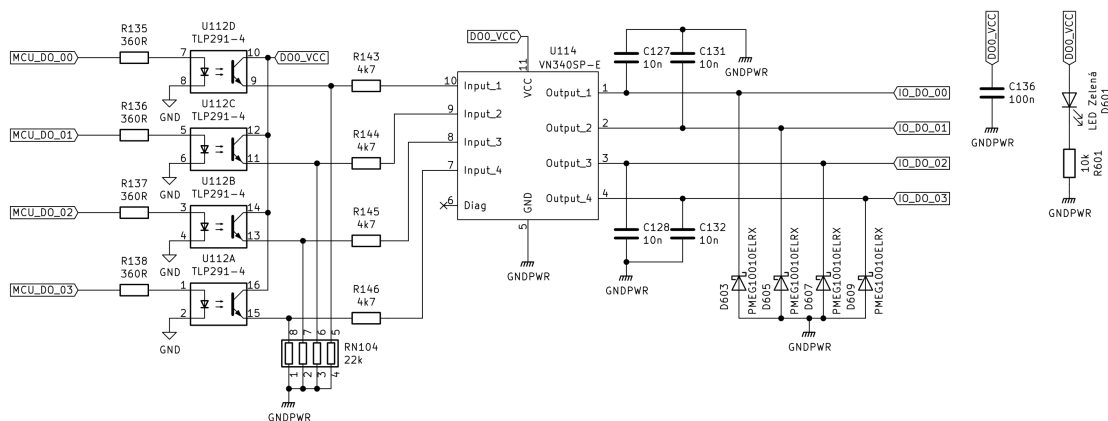 MCU_DO_00
R135
360R
U112D
TLP291-4
7
8
10
9
GND
DO0_VCC
MCU_DO_01
R136
360R
U112C
TLP291-4
5
6
12
11
GND
MCU_DO_02
R137
360R
U112B
TLP291-4
3
4
14
13
GND
MCU_DO_03
R138
360R
U112A
TLP291-4
1
2
16
15
GND
R143
4k7
R144
4k7
R145
4k7
R146
4k7
8
7
6
5
RN104
22k
1
2
3
4
GNDPWR
DO0_VCC
U114
VN340SP-E
11
VCC
10
Input_1
9
Input_2
8
Input_3
7
Input_4
6
Diag
GND
5
GNDPWR
Output_1
1
Output_2
2
Output_3
3
Output_4
4
C127
10n
C131
10n
GNDPWR
C128
10n
C132
10n
GNDPWR
IO_DO_00
IO_DO_01
IO_DO_02
IO_DO_03
D603
PMEG10010ELRX
D605
PMEG10010ELRX
D607
PMEG10010ELRX
D609
PMEG10010ELRX
GNDPWR
DO0_VCC
C136
100n
GNDPWR
DO0_VCC
LED Zelená
D601
10k
R601
GNDPWR